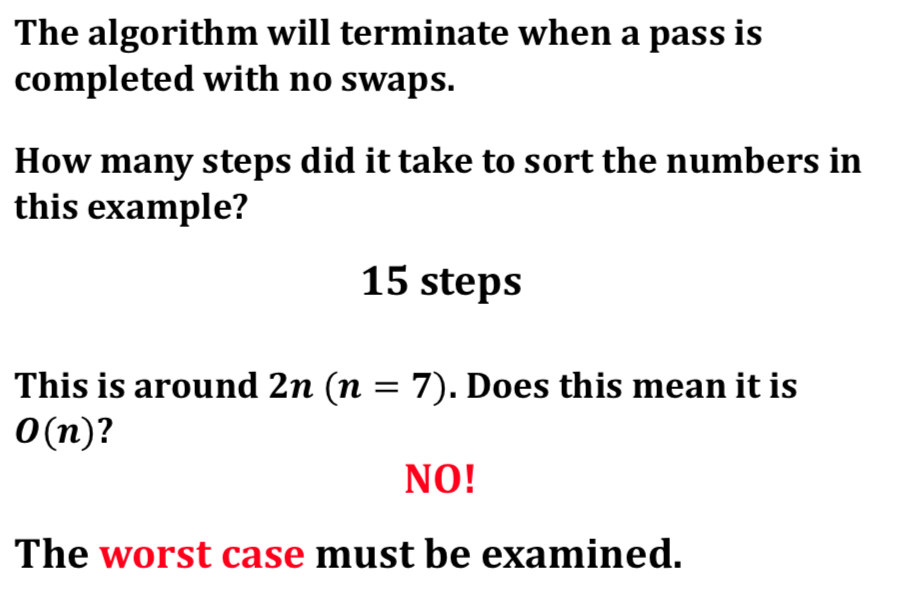 The algorithm will terminate when a pass is
completed with no swaps.
How many steps did it take to sort the numbers in
this example?
15 steps
This is around 2n (n = 7). Does this mean it is
O(n)?
NO!
The worst case must be examined.